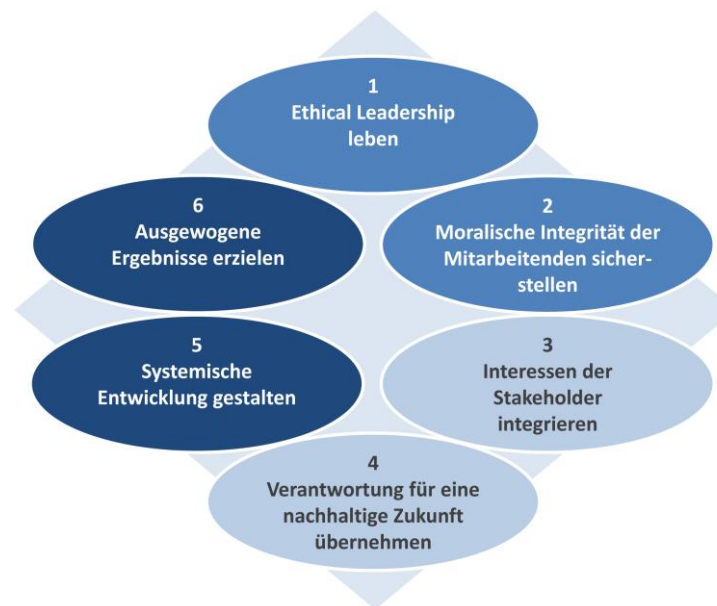 1
Ethical Leadership
leben
2
Moralische Integrität der
Mitarbeitenden sicher-
stellen
3
Interessen der
Stakeholder
integrieren
4
Verantwortung für eine
nachhaltige Zukunft
übernehmen
5
Systemische
Entwicklung gestalten
6
Ausgewogene
Ergebnisse erzielen